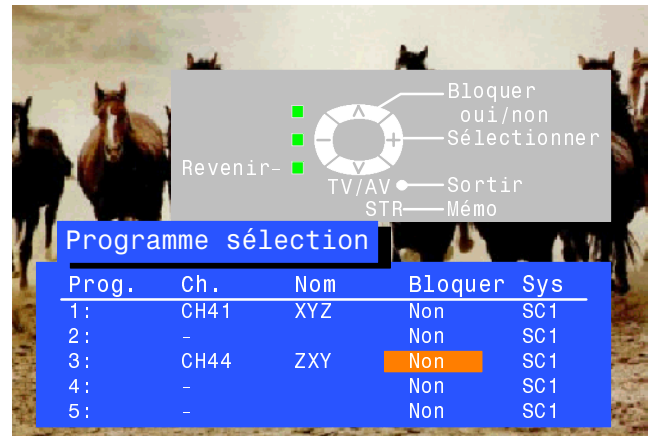 Bloquer
oui/non
Sélectionner
Revenir-
TV/AV Sortir
STR Mémo
Programme sélection
Prog. Ch. Nom Bloquer Sys
1: CH41 XYZ Non SC1
2: - Non SC1
3: CH44 ZXY Non SC1
4: - Non SC1
5: - Non SC1